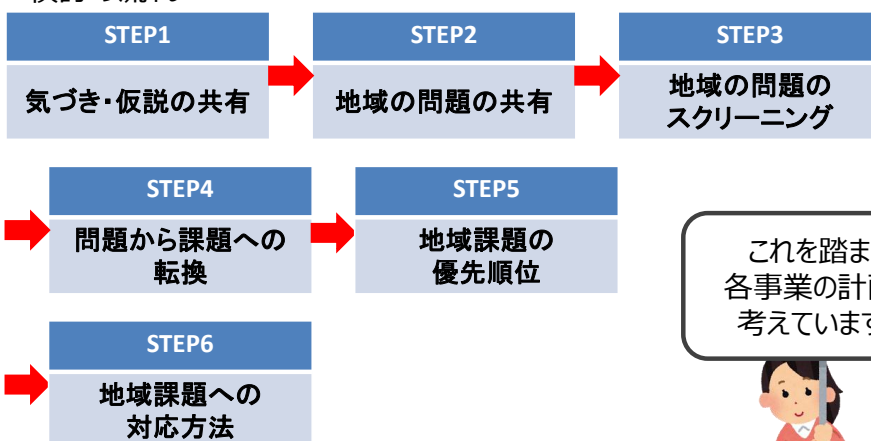 STEP1
気づき・仮説の共有
STEP2
地域の問題の共有
STEP3
地域の問題の
スクリーニング
STEP4
問題から課題への
転換
STEP5
地域課題の
優先順位
これを踏ま
各事業の計
考えています
STEP6
地域課題への
対応方法